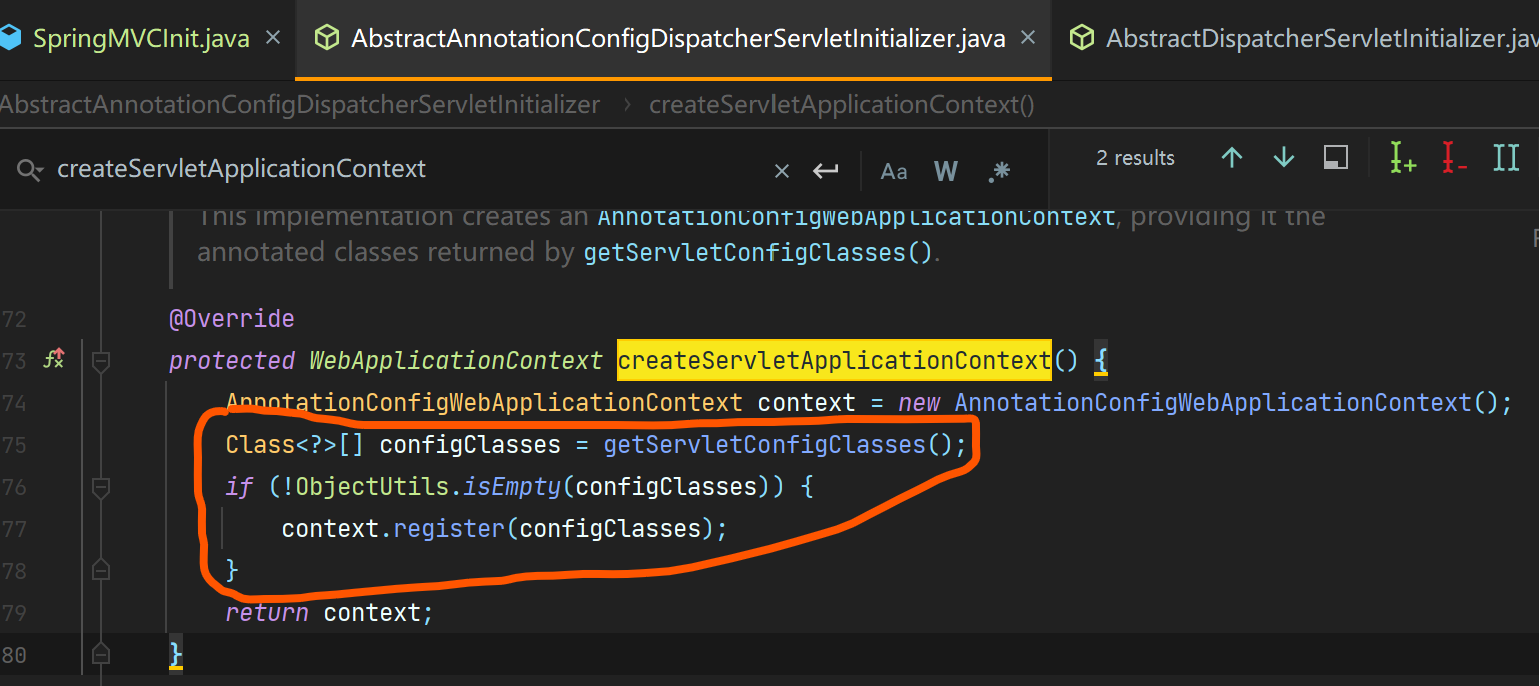 SpringMVCInit.java AbstractAnnotationConfigDispatcherServletInitializer.java AbstractDispatcherServletInitializer.jav
AbstractAnnotationConfigDispatcherServletInitializer › createServletApplicationContext()
createServletApplicationContext Aa W .* 2 results
This implementation creates an AnnotationConfigWebApplicationContext, providing it the
annotated classes returned by getServletConfigClasses().
72 @Override
73 protected WebApplicationContext createServletApplicationContext() {
74 AnnotationConfigWebApplicationContext context = new AnnotationConfigWebApplicationContext();
75 Class<?>[] configClasses = getServletConfigClasses();
76 if (!ObjectUtils.isEmpty(configClasses)) {
77 context.register(configClasses);
78 }
79 return context;
80 }